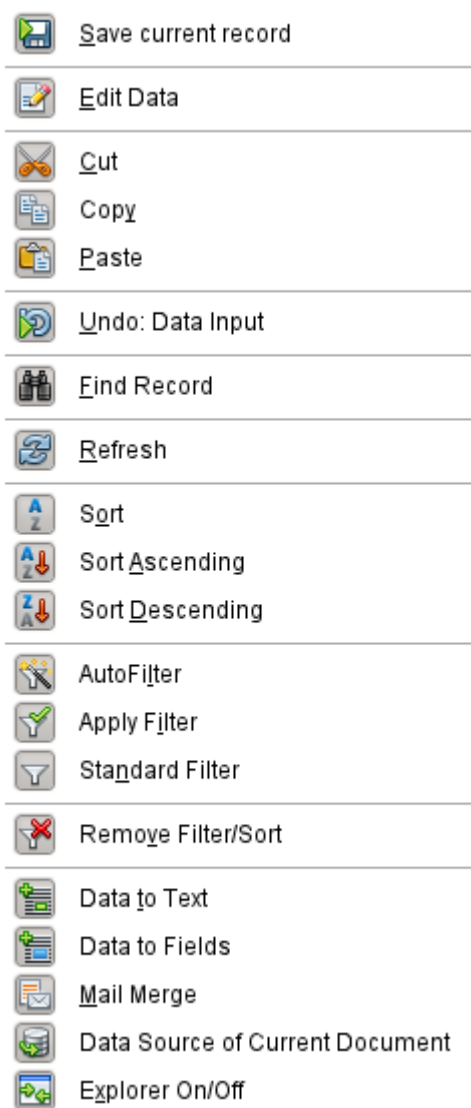 Save current record
Edit Data
Cut
Copy
Paste
Undo: Data Input
Find Record
Refresh
Sort
Sort Ascending
Sort Descending
AutoFilter
Apply Filter
Standard Filter
Remove Filter/Sort
Data to Text
Data to Fields
Mail Merge
Data Source of Current Document
Explorer On/Off